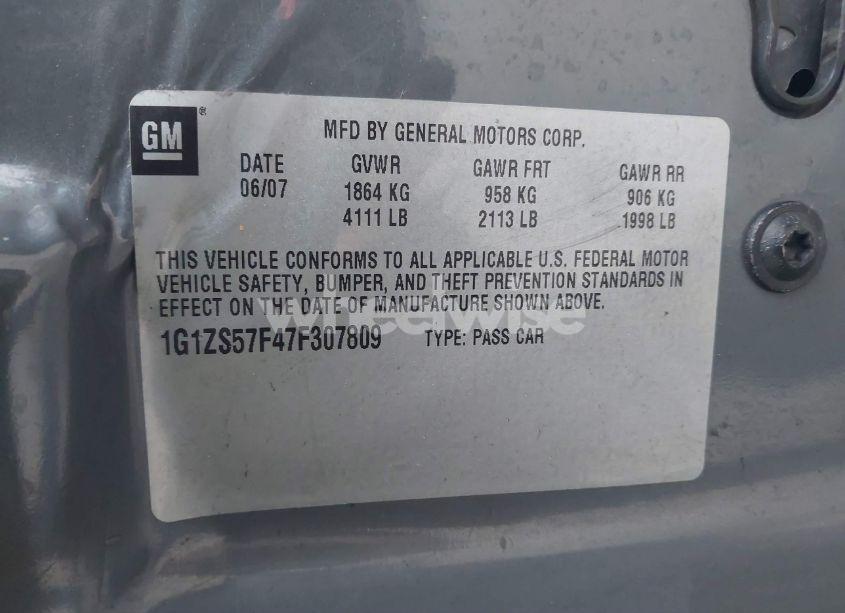 GM ®
MFD BY GENERAL MOTORS CORP.
DATE GVWR GAWR FRT GAWR RR
06/07 1864 KG 958 KG 906 KG
4111 LB 2113 LB 1998 LB
THIS VEHICLE CONFORMS TO ALL APPLICABLE U.S. FEDERAL MOTOR
VEHICLE SAFETY, BUMPER, AND THEFT PREVENTION STANDARDS IN
EFFECT ON THE DATE OF MANUFACTURE SHOWN ABOVE.
wheelwise
1G1ZS57F47F307809 TYPE: PASS CAR